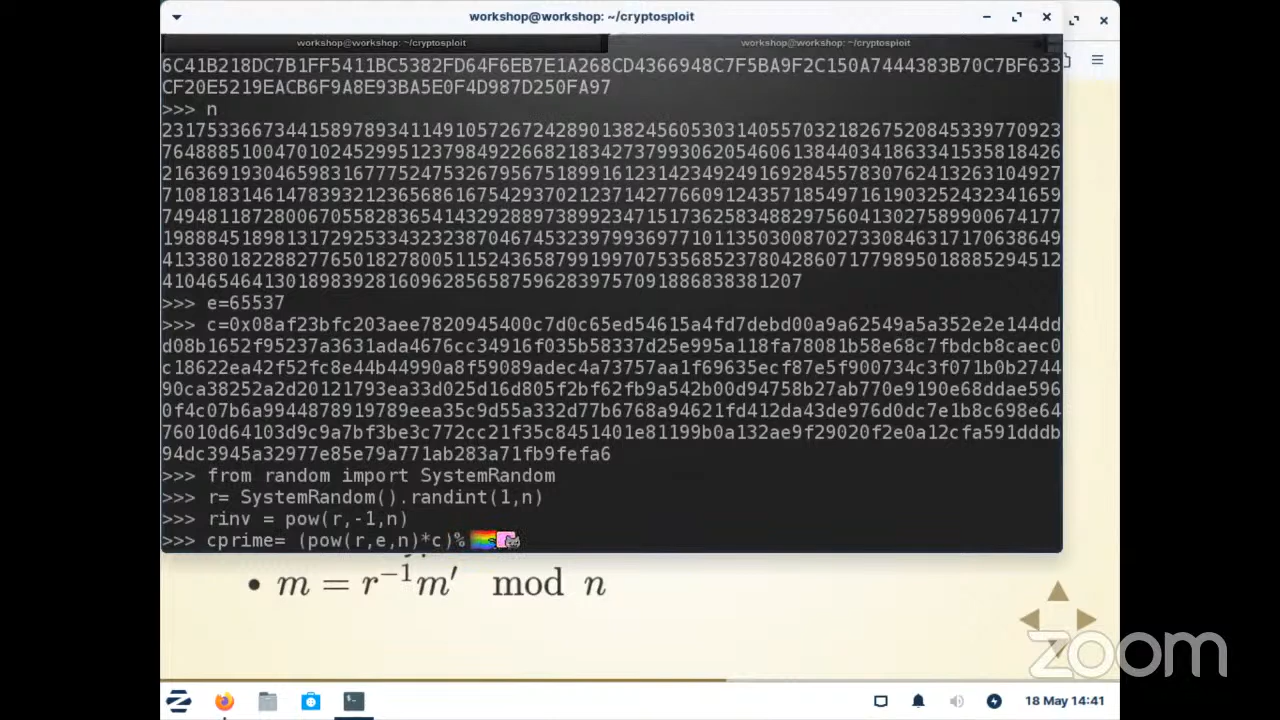 workshop@workshop: ~/cryptosploit
workshop@workshop: ~/cryptosploit
workshop@workshop: ~/cryptosploit
6C41B218DC7B1FF5411BC5382FD64F6EB7E1A268CD4366948C7F5BA9F2C150A7444383B70C7BF633
CF20E5219EACB6F9A8E93BA5E0F4D987D250FA97
>>> n
23175336673441589789341149105726724289013824560530314055703218267520845339770923
76488851004701024529951237984922668218342737993062054606138440341863341535818426
21636919304659831677752475326795675189916123142349249169284557830762413263104927
71081831461478393212365686167542937021237142776609124357185497161903252432341659
74948118728006705582836541432928897389923471517362583488297560413027589900674177
19888451898131729253343232387046745323979936977101135030087027330846317170638649
41338018228827765018278005115243658799199707535685237804286071779895018885294512
410465464130189839281609628565875962839757091886838381207
>>> e=65537
>>> c=0x08af23bfc203aee7820945400c7d0c65ed54615a4fd7debd00a9a62549a5a352e2e144dd
d08b1652f95237a3631ada4676cc34916f035b58337d25e995a118fa78081b58e68c7fbdcb8caec0
c18622ea42f52fc8e44b44990a8f59089adec4a73757aa1f69635ecf87e5f900734c3f071b0b2744
90ca38252a2d20121793ea33d025d16d805f2bf62fb9a542b00d94758b27ab770e9190e68ddae596
0f4c07b6a9944878919789eea35c9d55a332d77b6768a94621fd412da43de976d0dc7e1b8c698e64
76010d64103d9c9a7bf3be3c772cc21f35c8451401e81199b0a132ae9f29020f2e0a12cfa591dddb
94dc3945a32977e85e79a771ab283a71fb9fefa6
>>> from random import SystemRandom
>>> r= SystemRandom().randint(1,n)
>>> rinv = pow(r,-1,n)
>>> cprime= (pow(r,e,n)*c)%
• m = r⁻¹m′ mod n
zoom
18 May 14:41